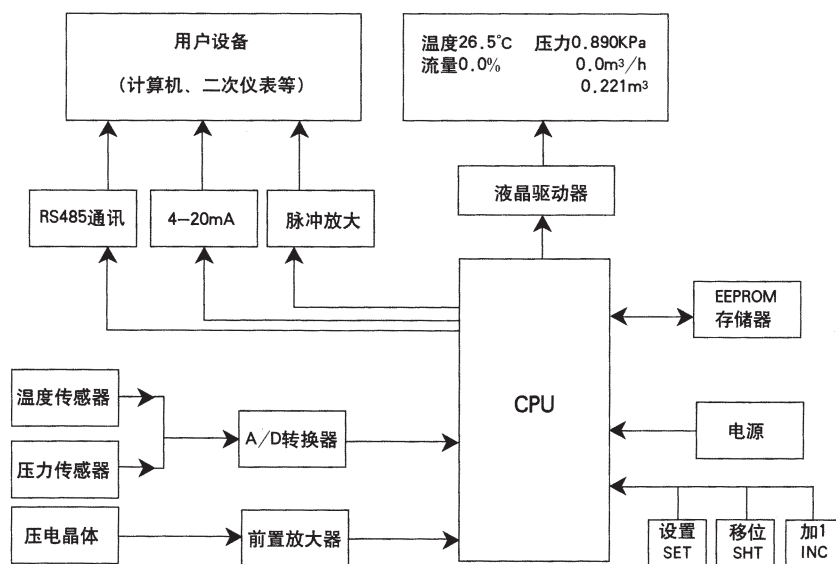 用户设备
(计算机、二次仪表等)
温度26.5℃ 压力0.890KPa
流量0.0% 0.0m³/h
0.221m³
RS485通讯
4—20mA
脉冲放大
液晶驱动器
EEPROM
存储器
CPU
温度传感器
A/D转换器
电源
压力传感器
压电晶体
前置放大器
设置
SET
移位
SHT
加1
INC